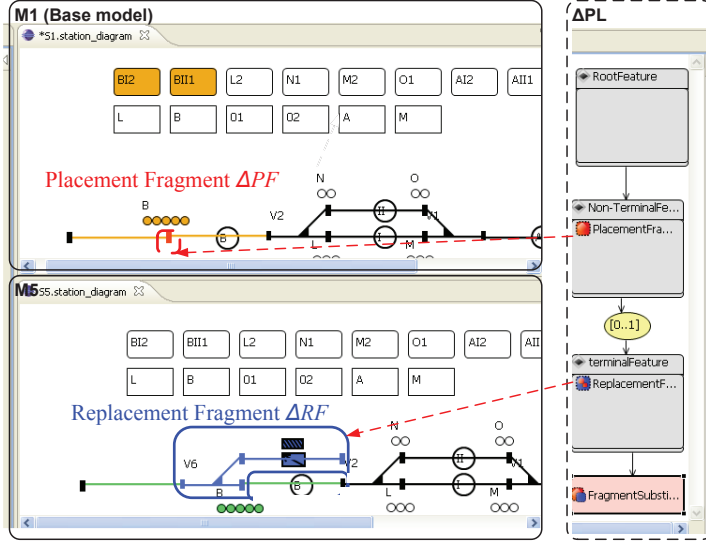 M1 (Base model)
*S1.station_diagram
BI2 BII1 L2 N1 M2 O1 AI2 AII1
L B 01 02 A M
Placement Fragment ΔPF
N O
B
V2 II V1
B I
L M
M5
S5.station_diagram
BI2 BII1 L2 N1 M2 O1 AI2 AII
L B 01 02 A M
Replacement Fragment ΔRF
N O
V6 V2 II V1
B B I
L M
ΔPL
RootFeature
Non-TerminalFe...
PlacementFra...
[0..1]
terminalFeature
ReplacementF...
FragmentSubsti...